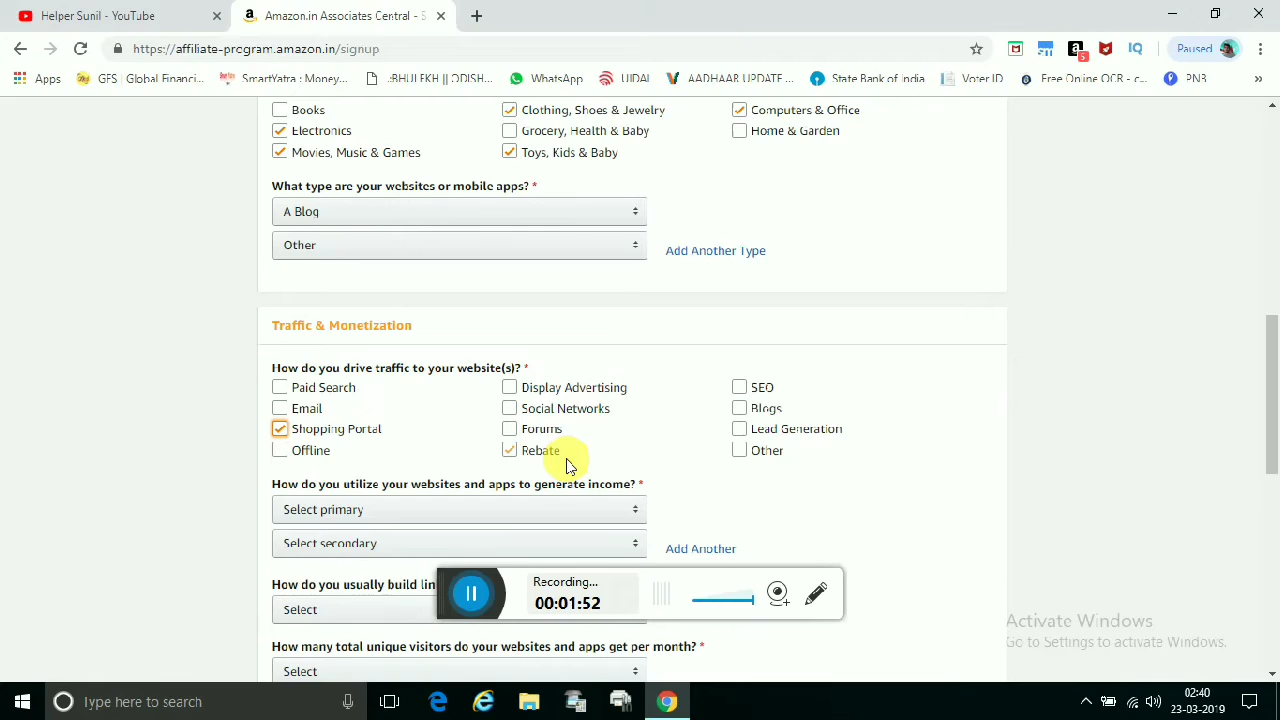 Helper Sunil - YouTube
Amazon.in Associates Central - S
https://affiliate-program.amazon.in/signup
Paused
Apps
GFS | Global Financi...
SmartYatra : Money...
:BHULEKH || ODISH...
WhatsApp
UIDAI
AADHAAR UPDATE ...
State Bank of India
Voter ID
Free Online OCR - c...
PNB
»
Books
Clothing, Shoes & Jewelry
Computers & Office
Electronics
Grocery, Health & Baby
Home & Garden
Movies, Music & Games
Toys, Kids & Baby
What type are your websites or mobile apps? *
A Blog
Other
Add Another Type
Traffic & Monetization
How do you drive traffic to your website(s)? *
Paid Search
Display Advertising
SEO
Email
Social Networks
Blogs
Shopping Portal
Forums
Lead Generation
Offline
Rebate
Other
How do you utilize your websites and apps to generate income? *
Select primary
Select secondary
Add Another
How do you usually build lin
Recording...
00:01:52
Select
How many total unique visitors do your websites and apps get per month? *
Select
Activate Windows
Go to Settings to activate Windows.
Type here to search
02:40
23-03-2019